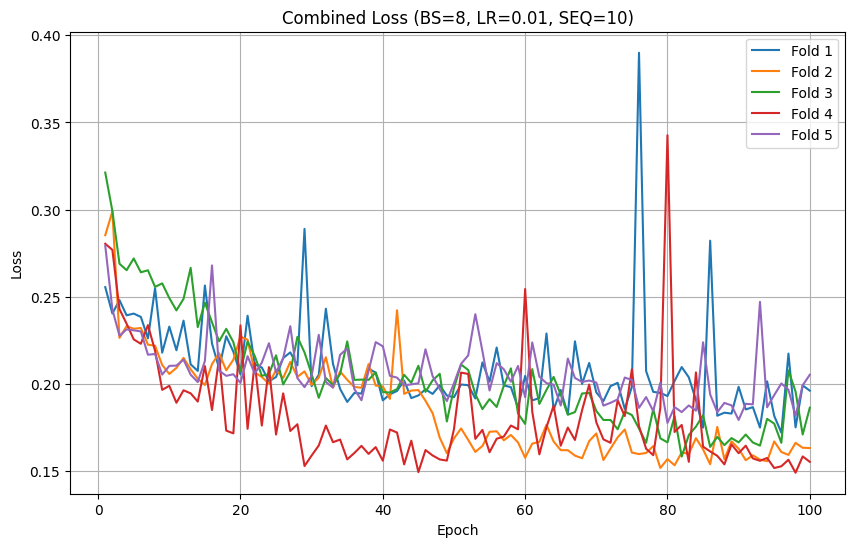 Combined Loss (BS=8, LR=0.01, SEQ=10)
0.40
0.35
0.30
0.25
0.20
0.15
Loss
Fold 1
Fold 2
Fold 3
Fold 4
Fold 5
0 20 40 60 80 100
Epoch